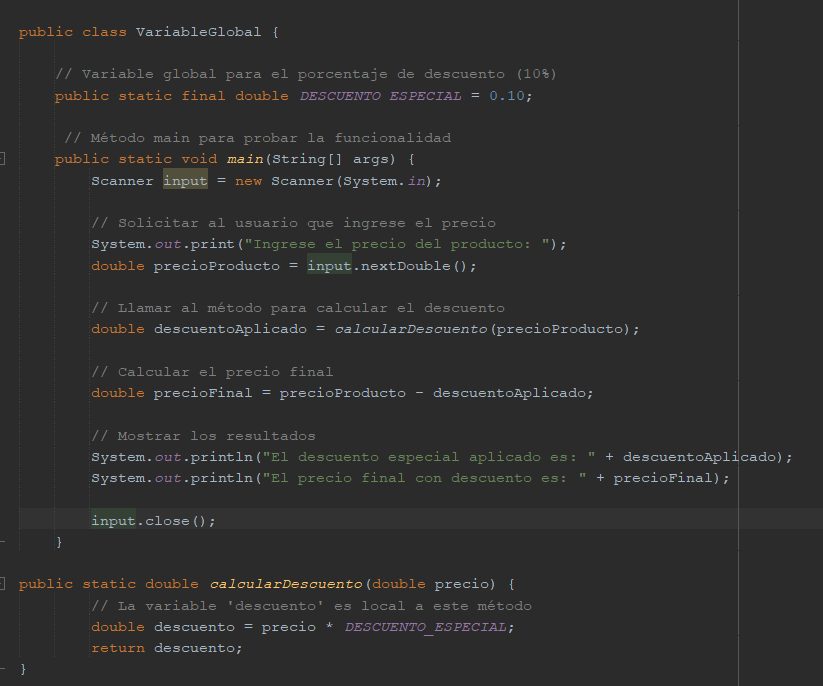 public class VariableGlobal {
// Variable global para el porcentaje de descuento (10%)
public static final double DESCUENTO_ESPECIAL = 0.10;
// Método main para probar la funcionalidad
public static void main(String[] args) {
Scanner input = new Scanner(System.in);
// Solicitar al usuario que ingrese el precio
System.out.print("Ingrese el precio del producto: ");
double precioProducto = input.nextDouble();
// Llamar al método para calcular el descuento
double descuentoAplicado = calcularDescuento(precioProducto);
// Calcular el precio final
double precioFinal = precioProducto - descuentoAplicado;
// Mostrar los resultados
System.out.println("El descuento especial aplicado es: " + descuentoAplicado);
System.out.println("El precio final con descuento es: " + precioFinal);
input.close();
}
public static double calcularDescuento(double precio) {
// La variable 'descuento' es local a este método
double descuento = precio * DESCUENTO_ESPECIAL;
return descuento;
}